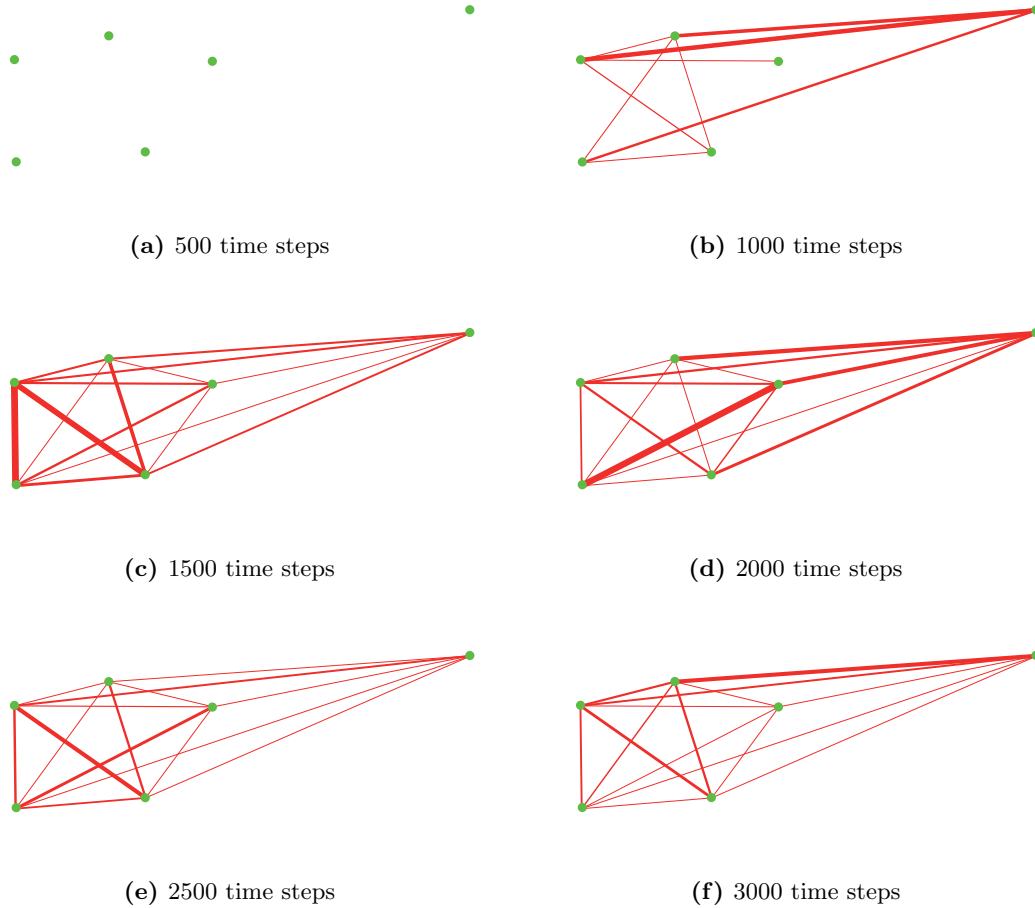 (a) 500 time steps
(b) 1000 time steps
(c) 1500 time steps
(d) 2000 time steps
(e) 2500 time steps
(f) 3000 time steps